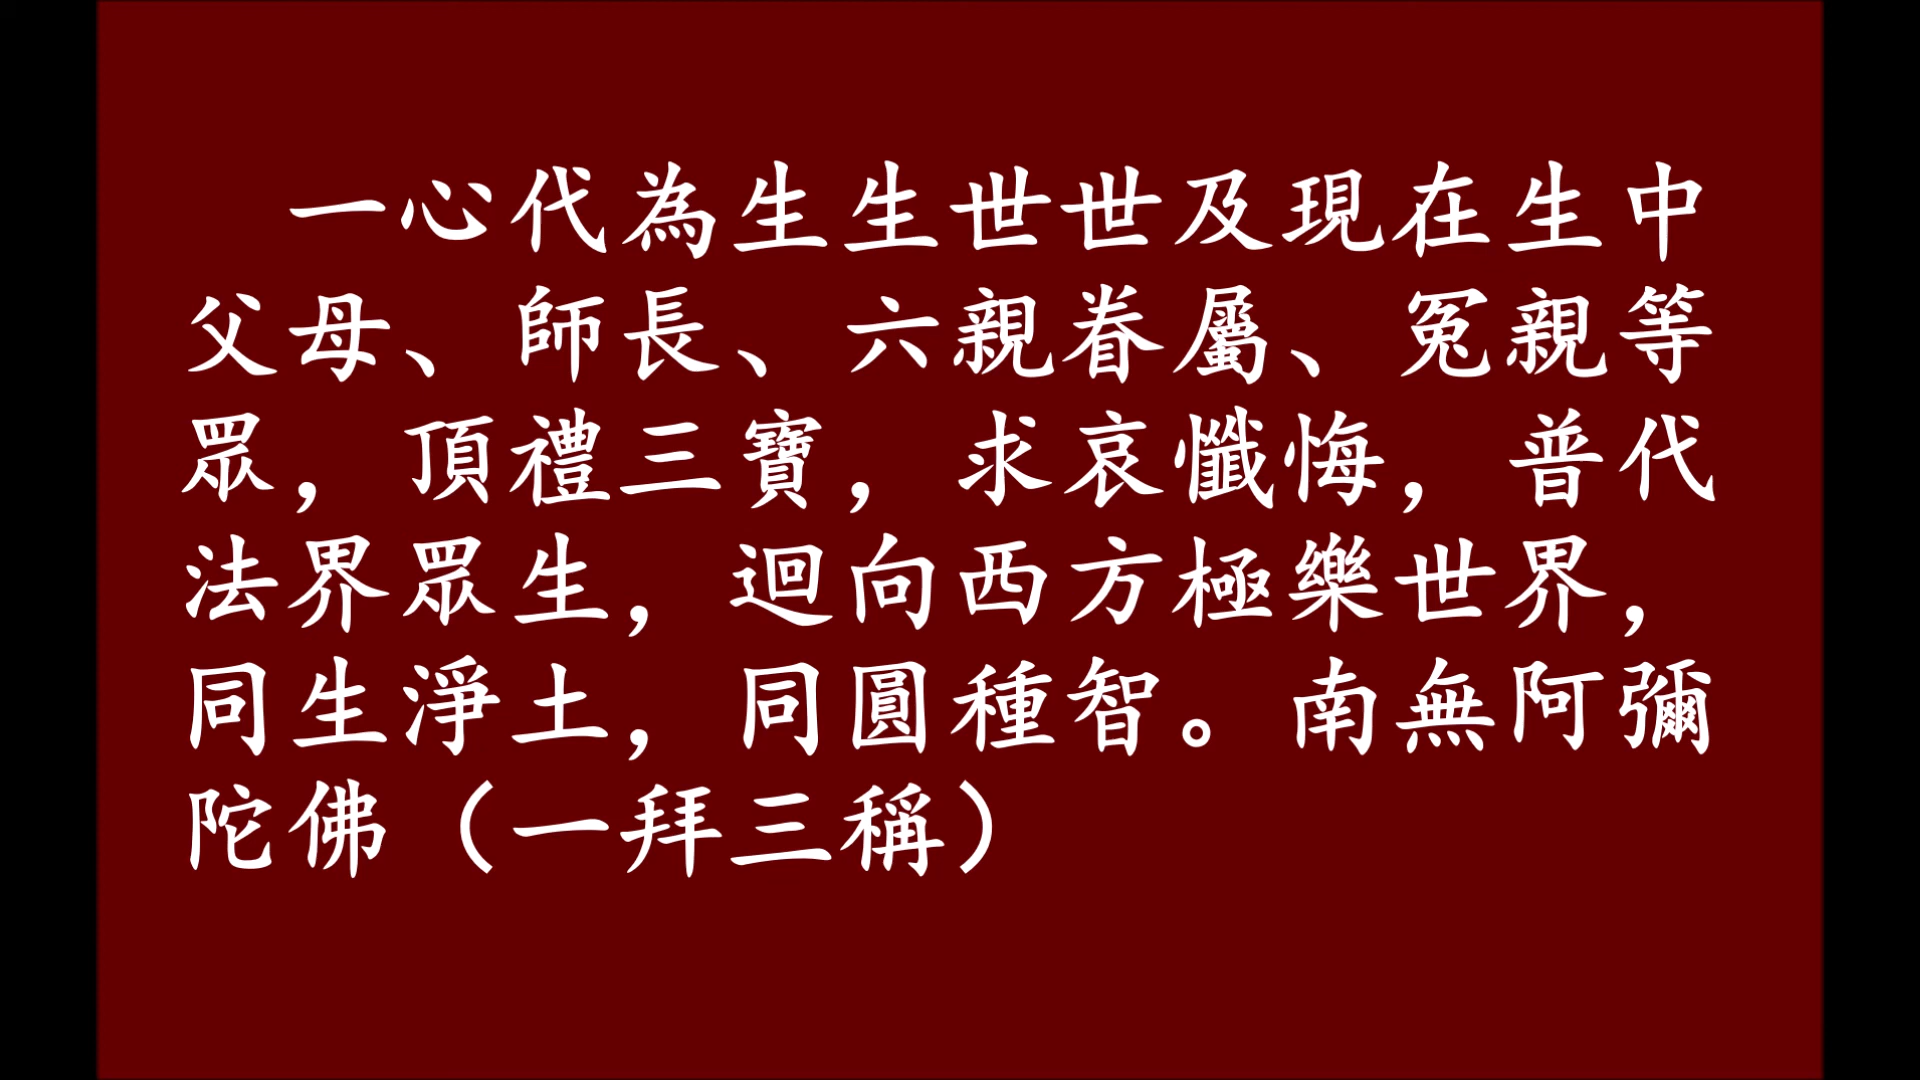 一心代為生生世世及現在生中
父母、師長、六親眷屬、冤親等
眾，頂禮三寶，求哀懺悔，普代
法界眾生，迴向西方極樂世界，
同生淨土，同圓種智。南無阿彌
陀佛（一拜三稱）